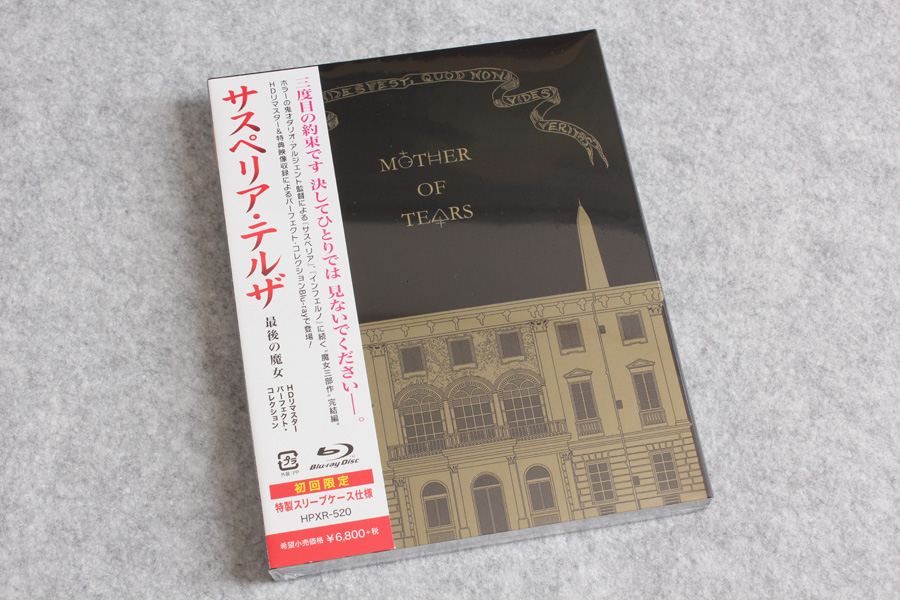 サスペリア・テルザ
最後の魔女
HDリマスター
パーフェクト・
コレクション
三度目の約束です 決してひとりでは 見ないでください―。
ホラーの鬼才ダリオ・アルジェント監督による『サスペリア』、『インフェルノ』に続く“魔女三部作”完結編。
HDリマスター&特典映像収録によるパーフェクト・コレクションBlu-rayで登場!
プラ
外装:PP
Blu-ray Disc
初回限定
特製スリーブケース仕様
HPXR-520
希望小売価格 ¥6,800+税
QUOD NON
VIDES
VERITAS
MOTHER
OF
TEARS